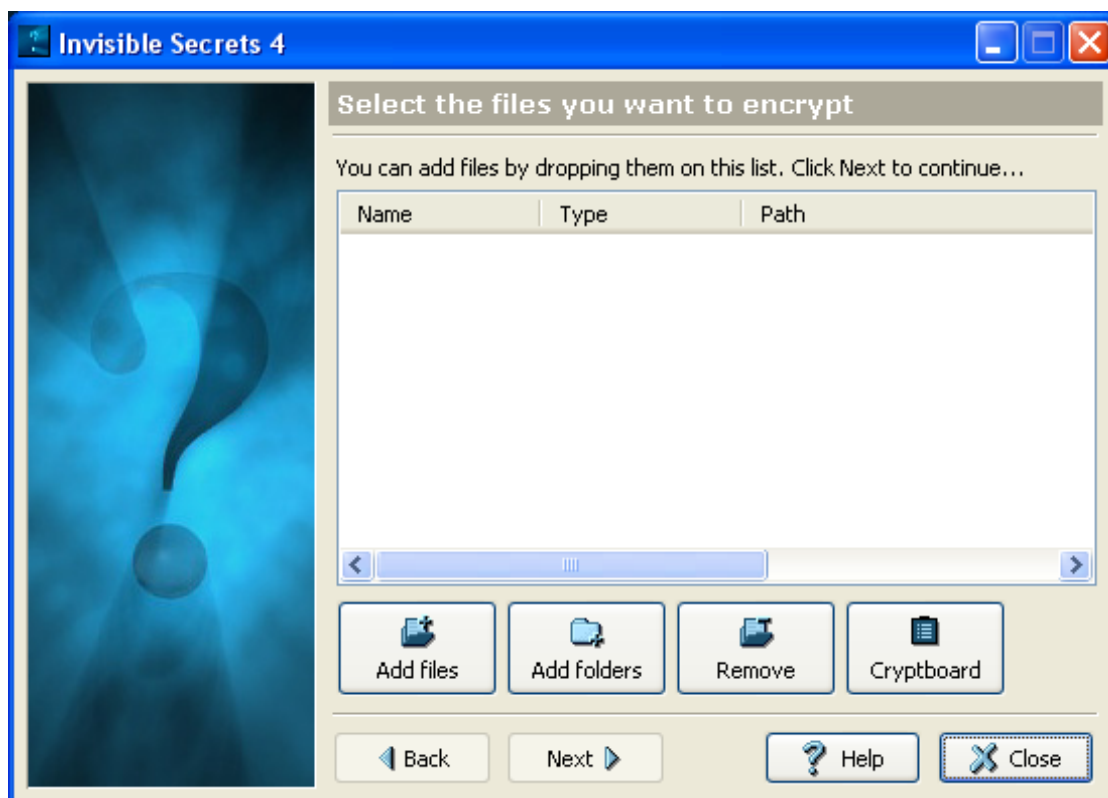 Invisible Secrets 4
Select the files you want to encrypt
You can add files by dropping them on this list. Click Next to continue...
Name Type Path
Add files Add folders Remove Cryptboard
Back Next Help Close